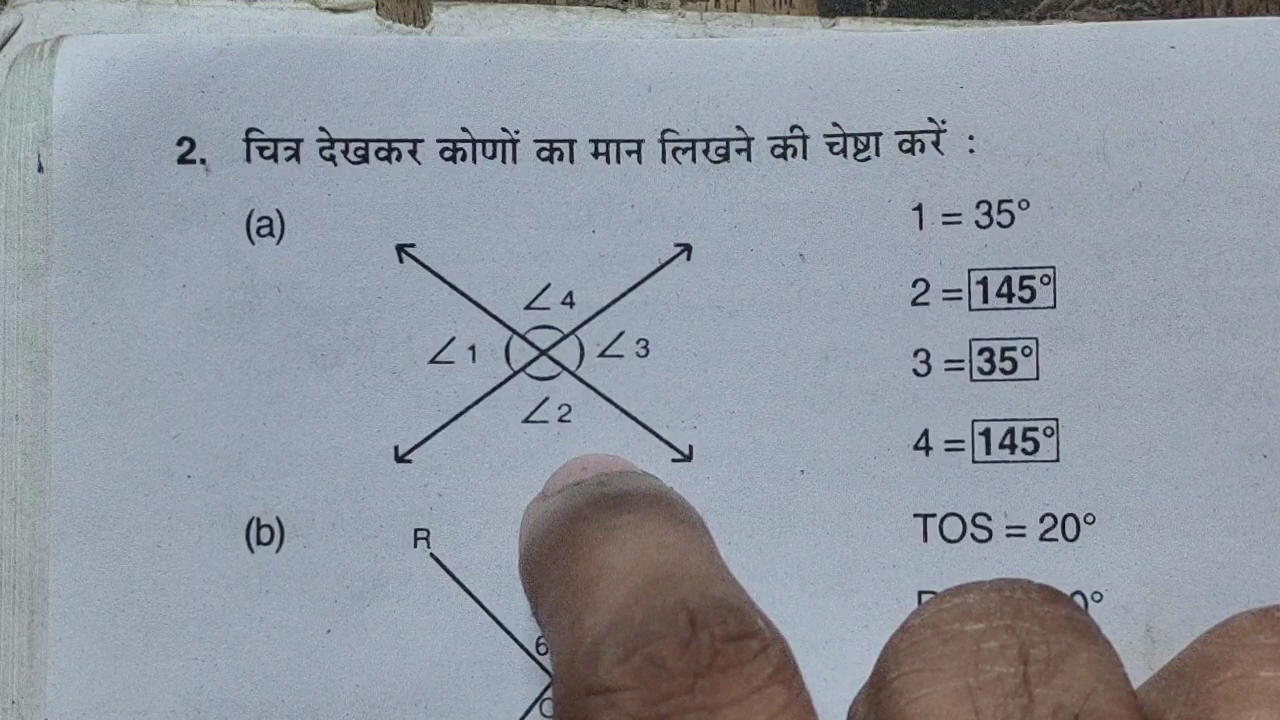 2. चित्र देखकर कोणों का मान लिखने की चेष्टा करें :
(a)
∠4
∠1
∠3
∠2
1 = 35°
2 = 145°
3 = 35°
4 = 145°
(b)
R
6
TOS = 20°